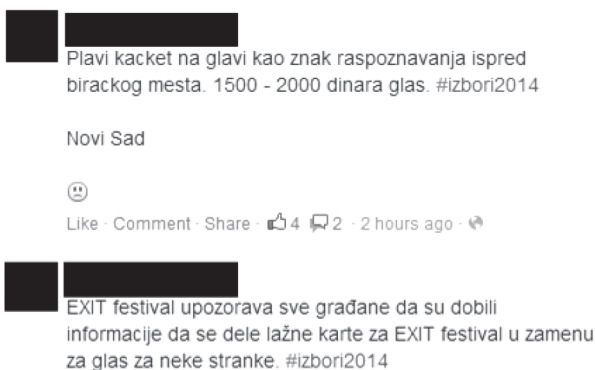 Plavi kacket na glavi kao znak raspoznavanja ispred
birackog mesta. 1500 - 2000 dinara glas. #izbori2014
Novi Sad
Like · Comment · Share · 4 2 · 2 hours ago ·
EXIT festival upozorava sve građane da su dobili
informacije da se dele lažne karte za EXIT festival u zamenu
za glas za neke stranke. #izbori2014